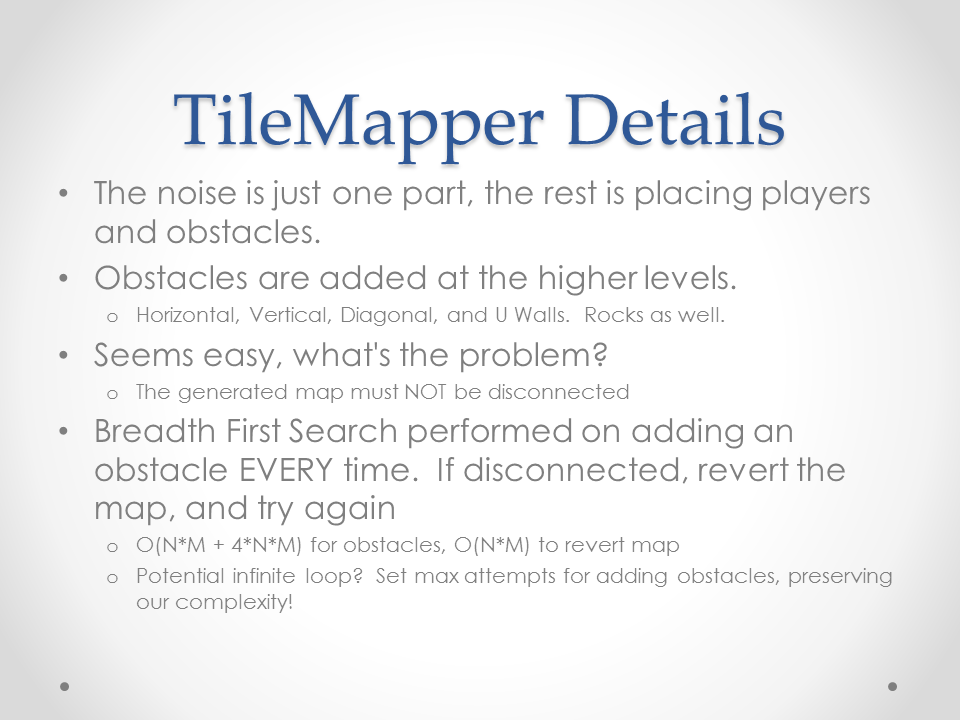 TileMapper Details
• The noise is just one part, the rest is placing players
and obstacles.
• Obstacles are added at the higher levels.
o Horizontal, Vertical, Diagonal, and U Walls.  Rocks as well.
• Seems easy, what's the problem?
o The generated map must NOT be disconnected
• Breadth First Search performed on adding an
obstacle EVERY time.  If disconnected, revert the
map, and try again
o O(N*M + 4*N*M) for obstacles, O(N*M) to revert map
o Potential infinite loop?  Set max attempts for adding obstacles, preserving
our complexity!